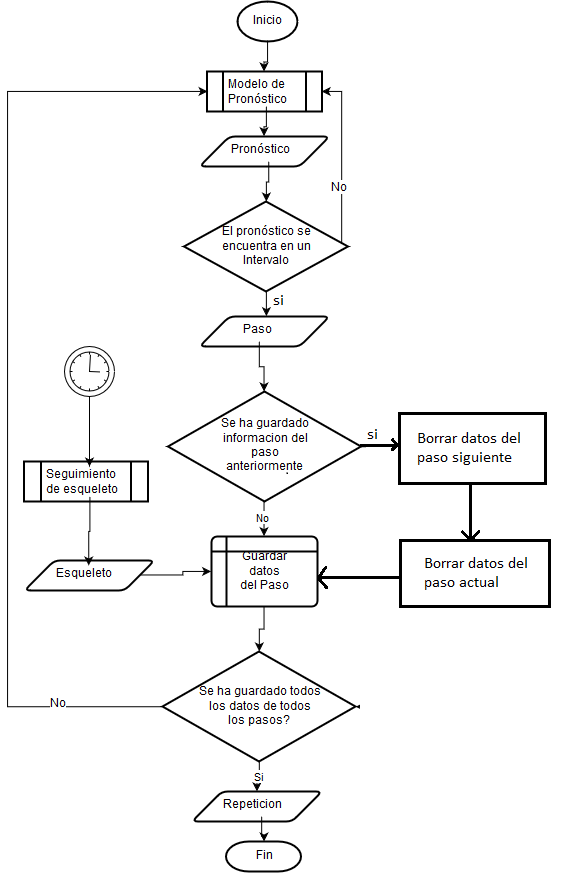 Inicio
Modelo de
Pronóstico
Pronóstico
No
El pronóstico se
encuentra en un
Intervalo
si
Paso
Se ha guardado
informacion del
paso
anteriormente
si
Borrar datos del
paso siguiente
Seguimiento
de esqueleto
No
Guardar
datos
del Paso
Esqueleto
Borrar datos del
paso actual
Se ha guardado todos
los datos de todos
los pasos?
No
Si
Repeticion
Fin